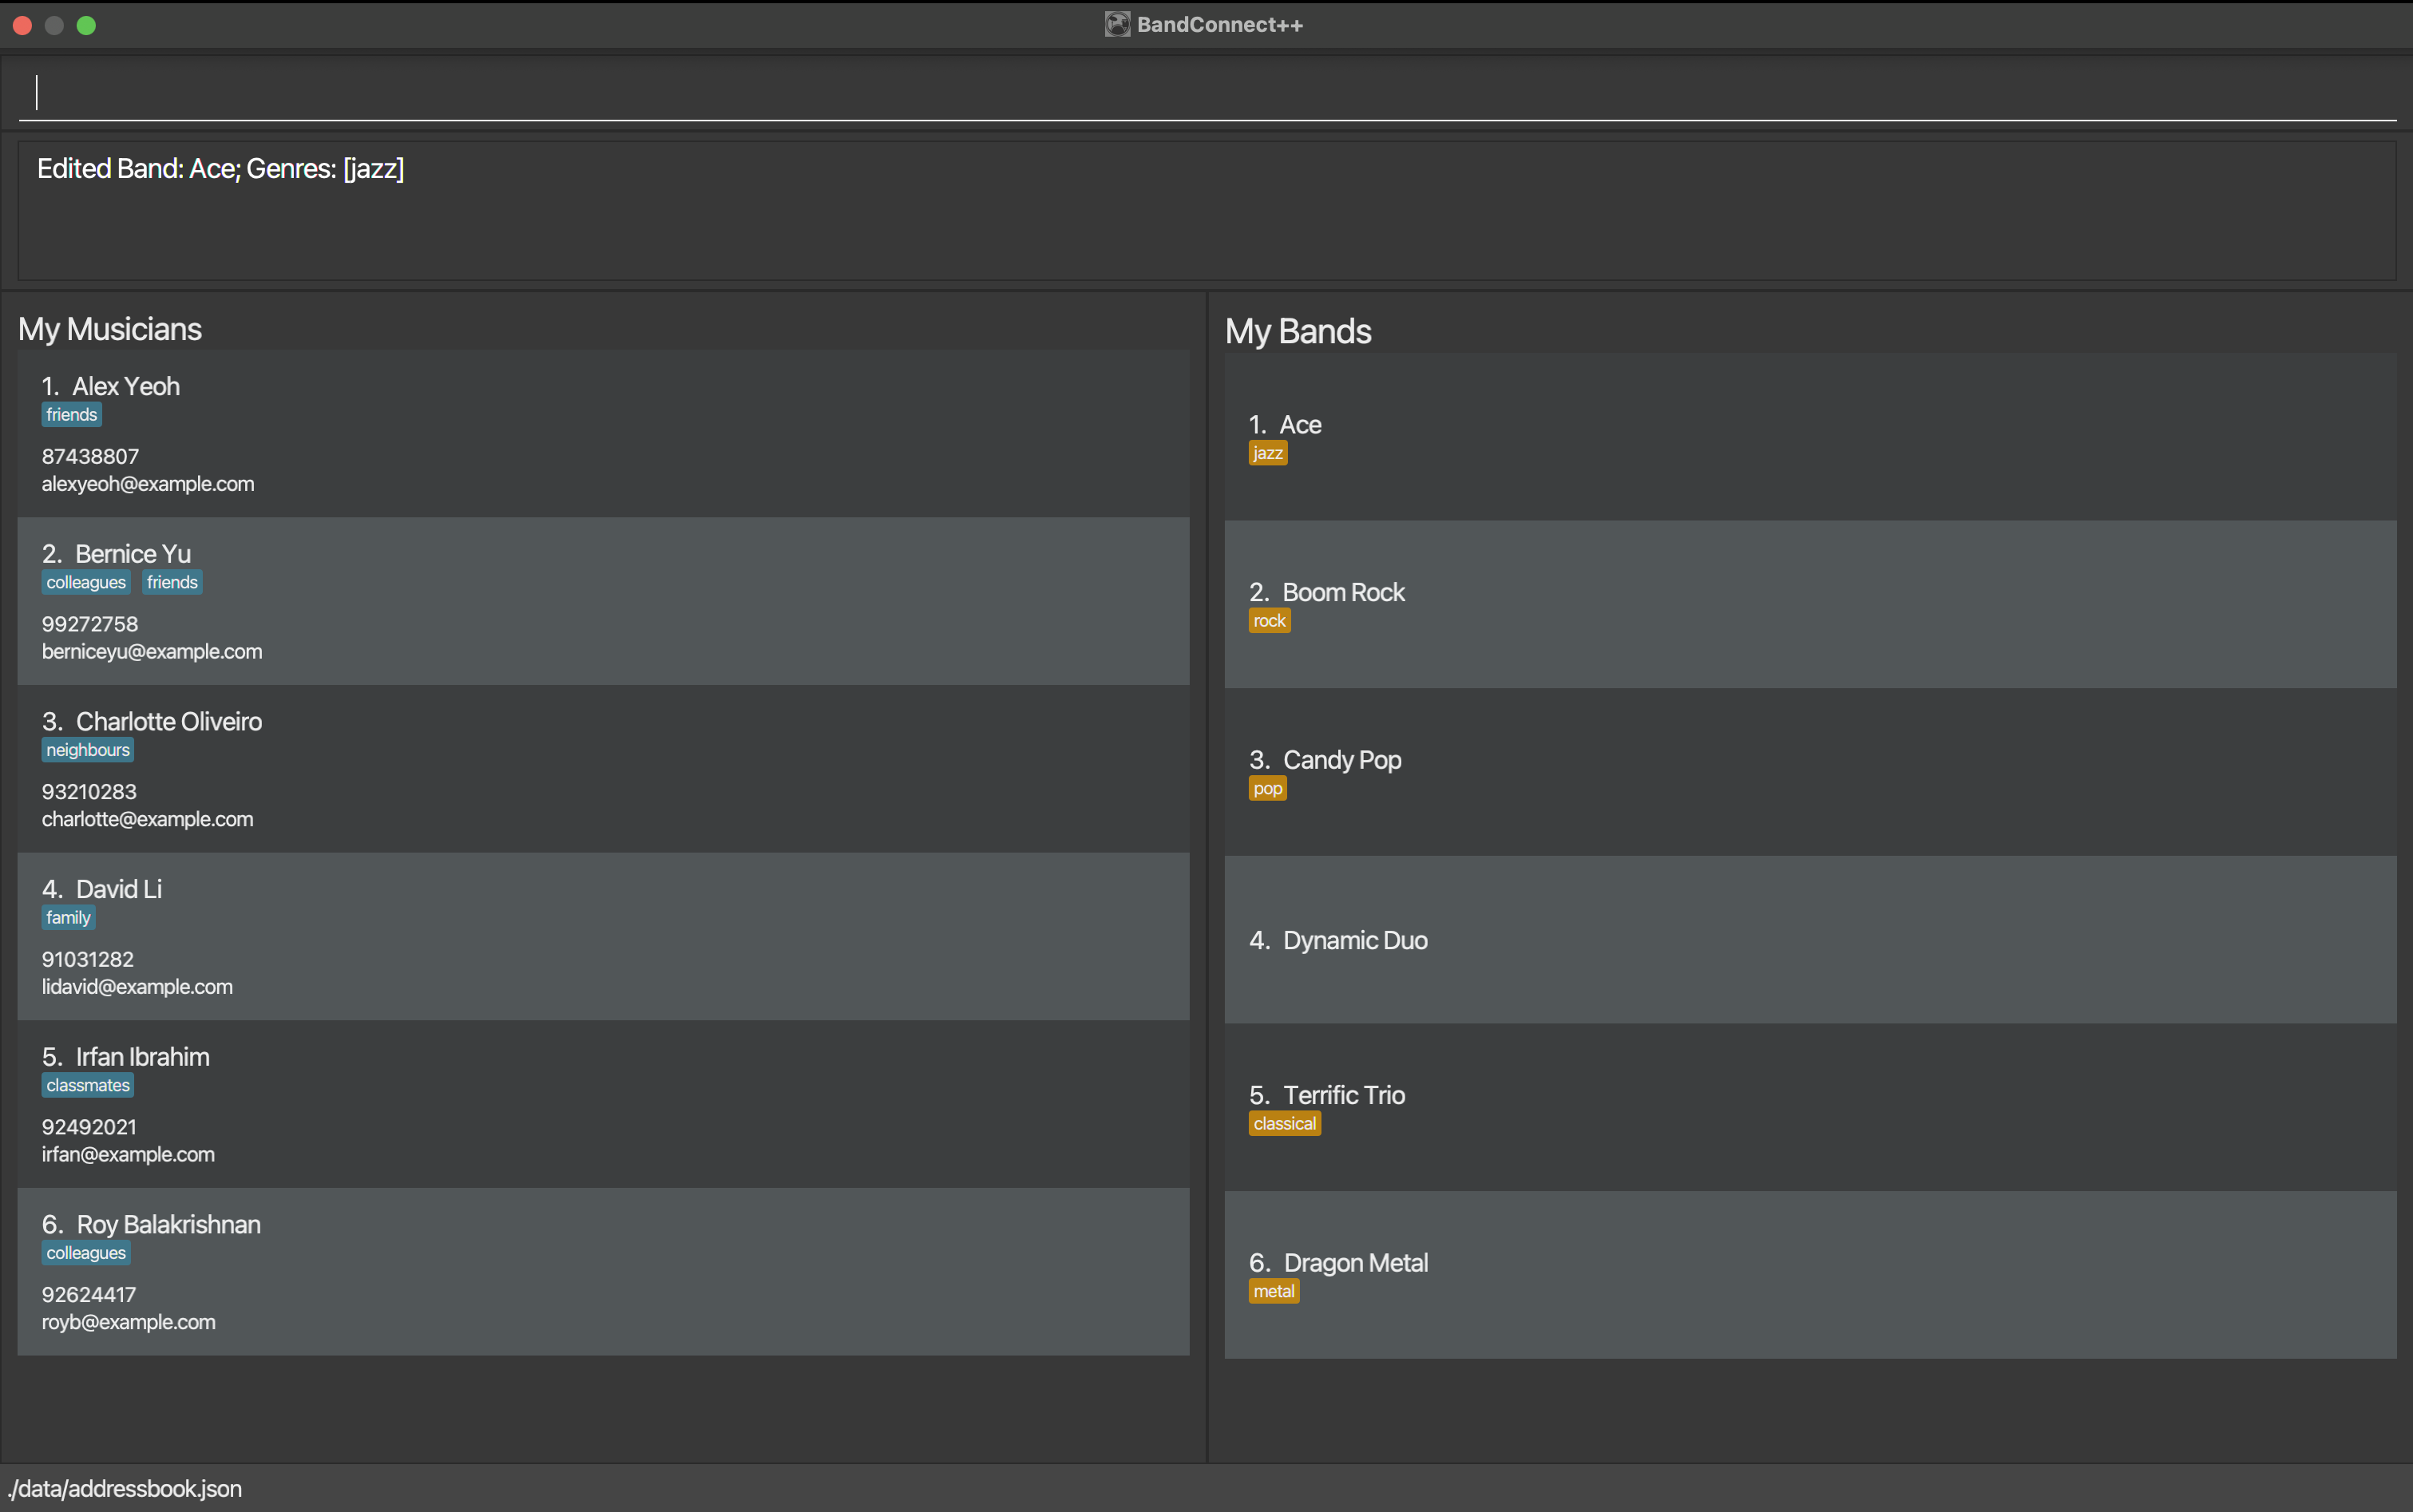 BandConnect++
Edited Band: Ace; Genres: [jazz]
My Musicians
1. Alex Yeoh
friends
87438807
alexyeoh@example.com
2. Bernice Yu
colleagues friends
99272758
berniceyu@example.com
3. Charlotte Oliveiro
neighbours
93210283
charlotte@example.com
4. David Li
family
91031282
lidavid@example.com
5. Irfan Ibrahim
classmates
92492021
irfan@example.com
6. Roy Balakrishnan
colleagues
92624417
royb@example.com
My Bands
1. Ace
jazz
2. Boom Rock
rock
3. Candy Pop
pop
4. Dynamic Duo
5. Terrific Trio
classical
6. Dragon Metal
metal
./data/addressbook.json